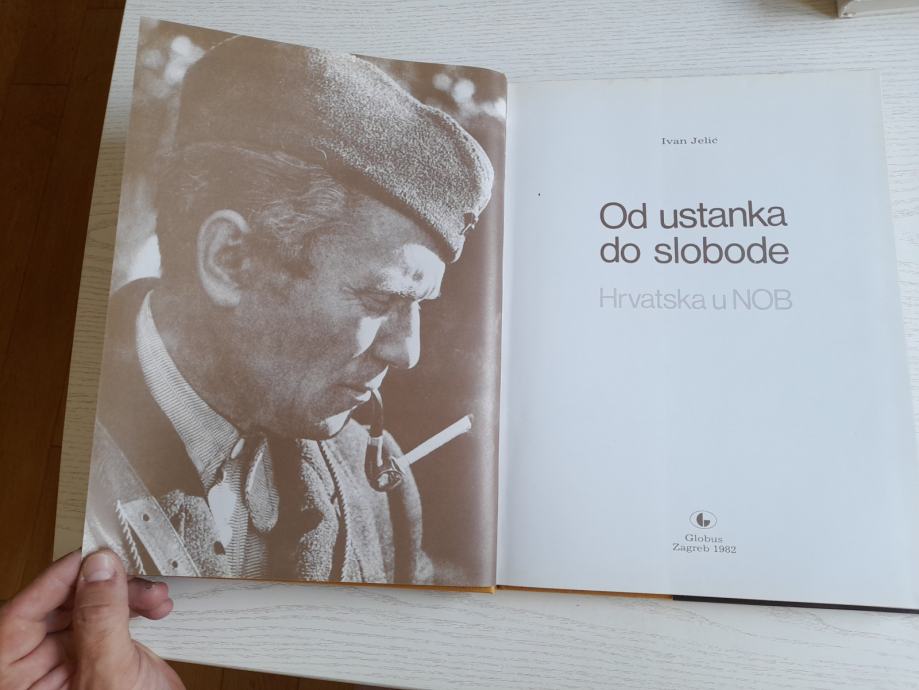 Ivan Jelić
Od ustanka
do slobode
Hrvatska u NOB
Globus
Zagreb 1982